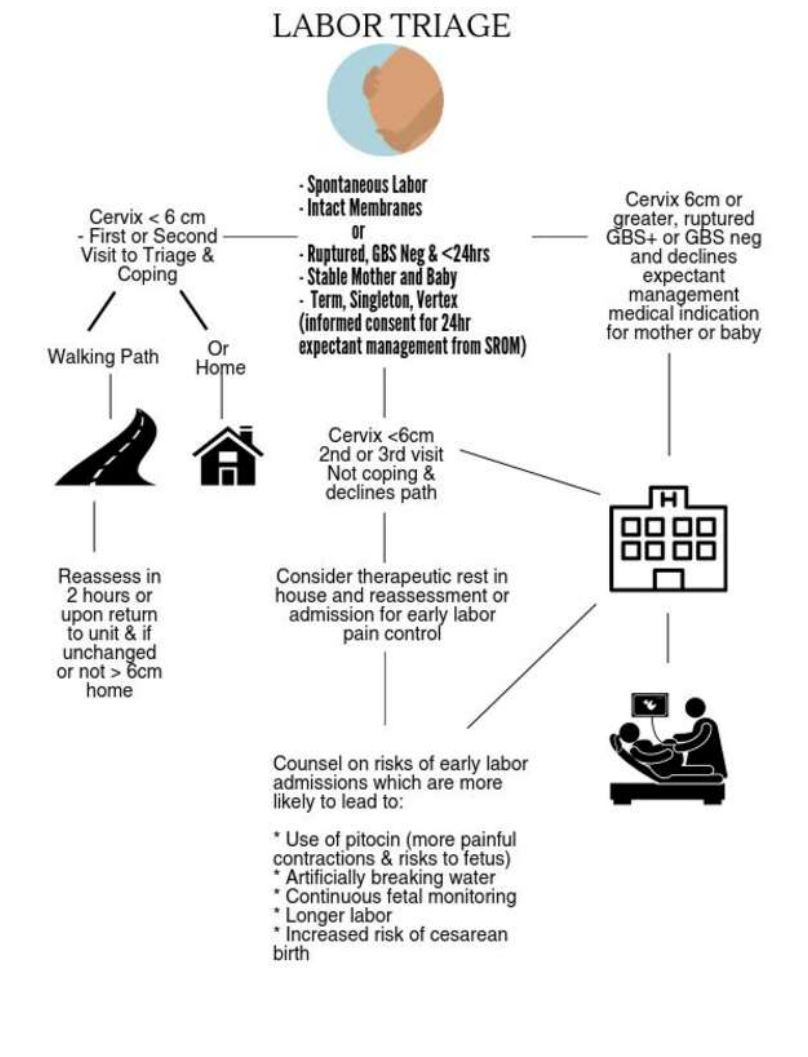 LABOR TRIAGE
- Spontaneous Labor
- Intact Membranes
or
- Ruptured, GBS Neg & <24hrs
- Stable Mother and Baby
- Term, Singleton, Vertex
(informed consent for 24hr
expectant management from SROM)
Cervix < 6 cm
- First or Second
Visit to Triage &
Coping
Walking Path
Or
Home
Reassess in
2 hours or
upon return
to unit & if
unchanged
or not > 6cm
home
Cervix <6cm
2nd or 3rd visit
Not coping &
declines path
Consider therapeutic rest in
house and reassessment or
admission for early labor
pain control
Counsel on risks of early labor
admissions which are more
likely to lead to:
* Use of pitocin (more painful
contractions & risks to fetus)
* Artificially breaking water
* Continuous fetal monitoring
* Longer labor
* Increased risk of cesarean
birth
Cervix 6cm or
greater, ruptured
GBS+ or GBS neg
and declines
expectant
management
medical indication
for mother or baby
H